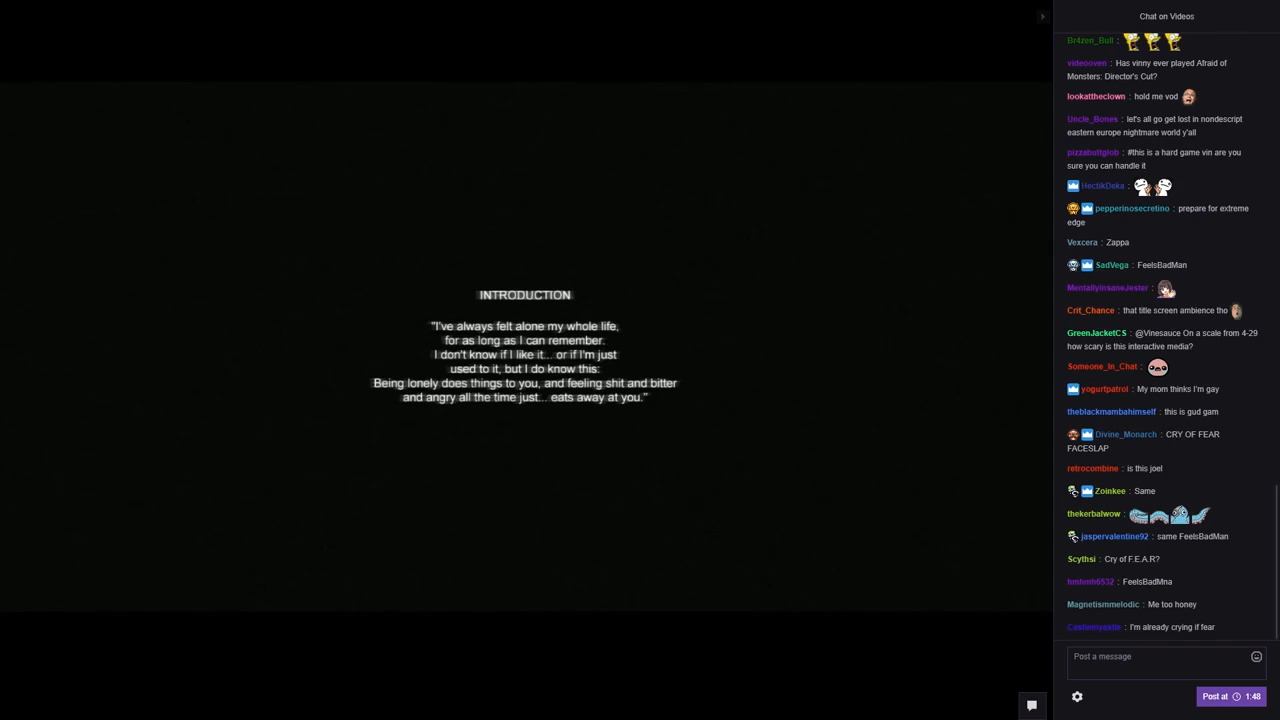 Chat on Videos
Br4zen_Bull :
videooven : Has vinny ever played Afraid of
Monsters: Director's Cut?
lookattheclown : hold me vod
Uncle_Bones : let's all go get lost in nondescript
eastern europe nightmare world y'all
pizzabuttglob : #this is a hard game vin are you
sure you can handle it
HectikDeka :
pepperinosecretino : prepare for extreme
edge
Vexcera : Zappa
SadVega : FeelsBadMan
MentallyinsaneJester :
Crit_Chance : that title screen ambience tho
GreenJacketCS : @Vinesauce On a scale from 4-29
how scary is this interactive media?
Someone_In_Chat :
yogurtpatrol : My mom thinks I'm gay
theblackmambahimself : this is gud gam
Divine_Monarch : CRY OF FEAR
FACESLAP
retrocombine : is this joel
Zoinkee : Same
thekerbalwow :
jaspervalentine92 : same FeelsBadMan
Scythsi : Cry of F.E.A.R?
hmhmh6532 : FeelsBadMna
Magnetismmelodic : Me too honey
: I'm already crying if fear
Post a message
Post at 1:48
INTRODUCTION
"I've always felt alone my whole life,
for as long as I can remember.
I don't know if I like it... or if I'm just
used to it, but I do know this:
Being lonely does things to you, and feeling shit and bitter
and angry all the time just... eats away at you."